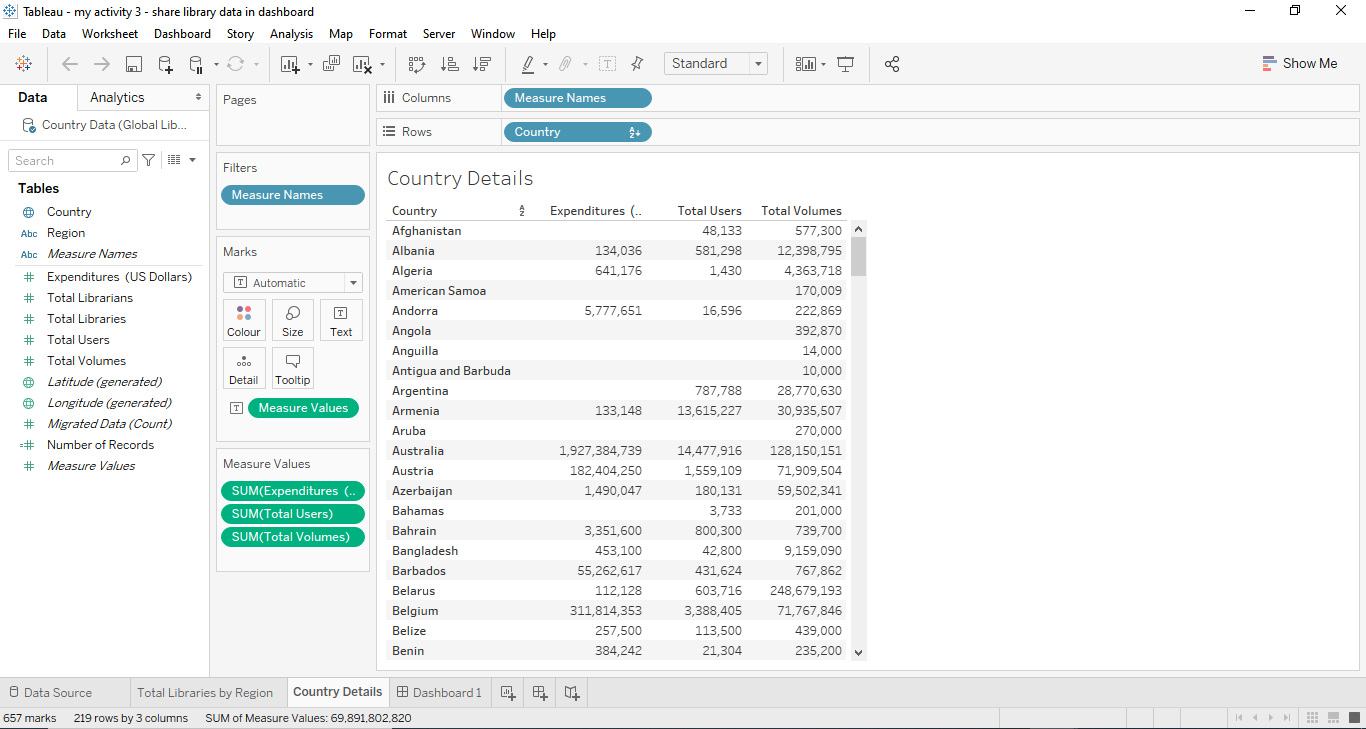 Tableau - my activity 3 - share library data in dashboard
File Data Worksheet Dashboard Story Analysis Map Format Server Window Help
Standard
Show Me
Data Analytics
Country Data (Global Lib...
Search
Tables
Country
Abc Region
Abc Measure Names
Expenditures (US Dollars)
Total Librarians
Total Libraries
Total Users
Total Volumes
Latitude (generated)
Longitude (generated)
Migrated Data (Count)
Number of Records
Measure Values
Pages
Filters
Measure Names
Marks
T Automatic
Colour Size Text
Detail Tooltip
T Measure Values
Measure Values
SUM(Expenditures (..
SUM(Total Users)
SUM(Total Volumes)
Columns Measure Names
Rows Country
Country Details
Country Expenditures (.. Total Users Total Volumes
Afghanistan 48,133 577,300
Albania 134,036 581,298 12,398,795
Algeria 641,176 1,430 4,363,718
American Samoa 170,009
Andorra 5,777,651 16,596 222,869
Angola 392,870
Anguilla 14,000
Antigua and Barbuda 10,000
Argentina 787,788 28,770,630
Armenia 133,148 13,615,227 30,935,507
Aruba 270,000
Australia 1,927,384,739 14,477,916 128,150,151
Austria 182,404,250 1,559,109 71,909,504
Azerbaijan 1,490,047 180,131 59,502,341
Bahamas 3,733 201,000
Bahrain 3,351,600 800,300 739,700
Bangladesh 453,100 42,800 9,159,090
Barbados 55,262,617 431,624 767,862
Belarus 112,128 603,716 248,679,193
Belgium 311,814,353 3,388,405 71,767,846
Belize 257,500 113,500 439,000
Benin 384,242 21,304 235,200
Data Source Total Libraries by Region Country Details Dashboard 1
657 marks 219 rows by 3 columns SUM of Measure Values: 69,891,802,820